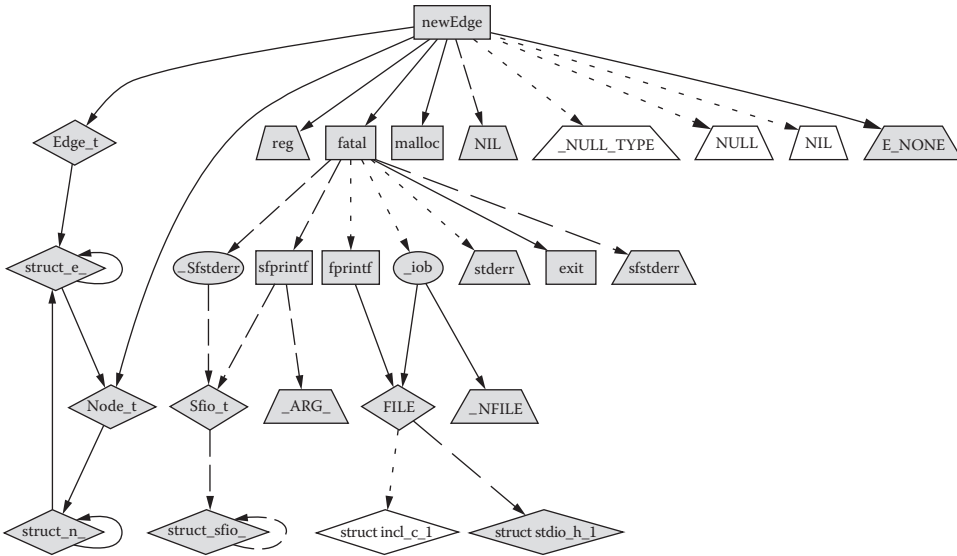 newEdge
Edge_t
reg
fatal
malloc
NIL
_NULL_TYPE
NULL
NIL
E_NONE
struct_e_
_Sfstderr
sfprintf
fprintf
_iob
stderr
exit
sfstderr
Node_t
Sfio_t
_ARG_
FILE
_NFILE
struct_n_
struct_sfio_
struct incl_c_1
struct stdio_h_1